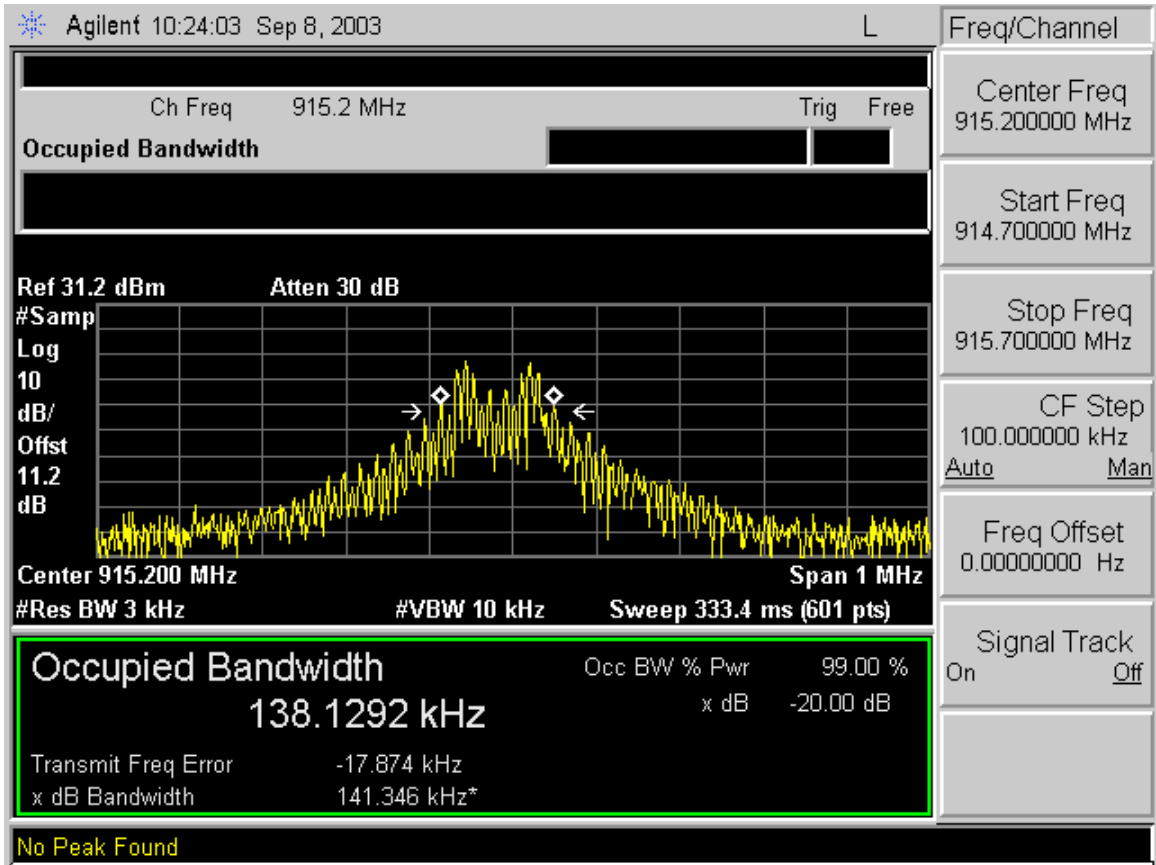 Agilent 10:24:03 Sep 8, 2003 L
Freq/Channel
Ch Freq 915.2 MHz Trig Free
Occupied Bandwidth
Center Freq
915.200000 MHz
Start Freq
914.700000 MHz
Stop Freq
915.700000 MHz
CF Step
100.000000 kHz
Auto Man
Freq Offset
0.00000000 Hz
Signal Track
On Off
Ref 31.2 dBm Atten 30 dB
#Samp
Log
10
dB/
Offst
11.2
dB
Center 915.200 MHz Span 1 MHz
#Res BW 3 kHz #VBW 10 kHz Sweep 333.4 ms (601 pts)
Occupied Bandwidth Occ BW % Pwr 99.00 %
138.1292 kHz x dB -20.00 dB
Transmit Freq Error -17.874 kHz
x dB Bandwidth 141.346 kHz*
No Peak Found